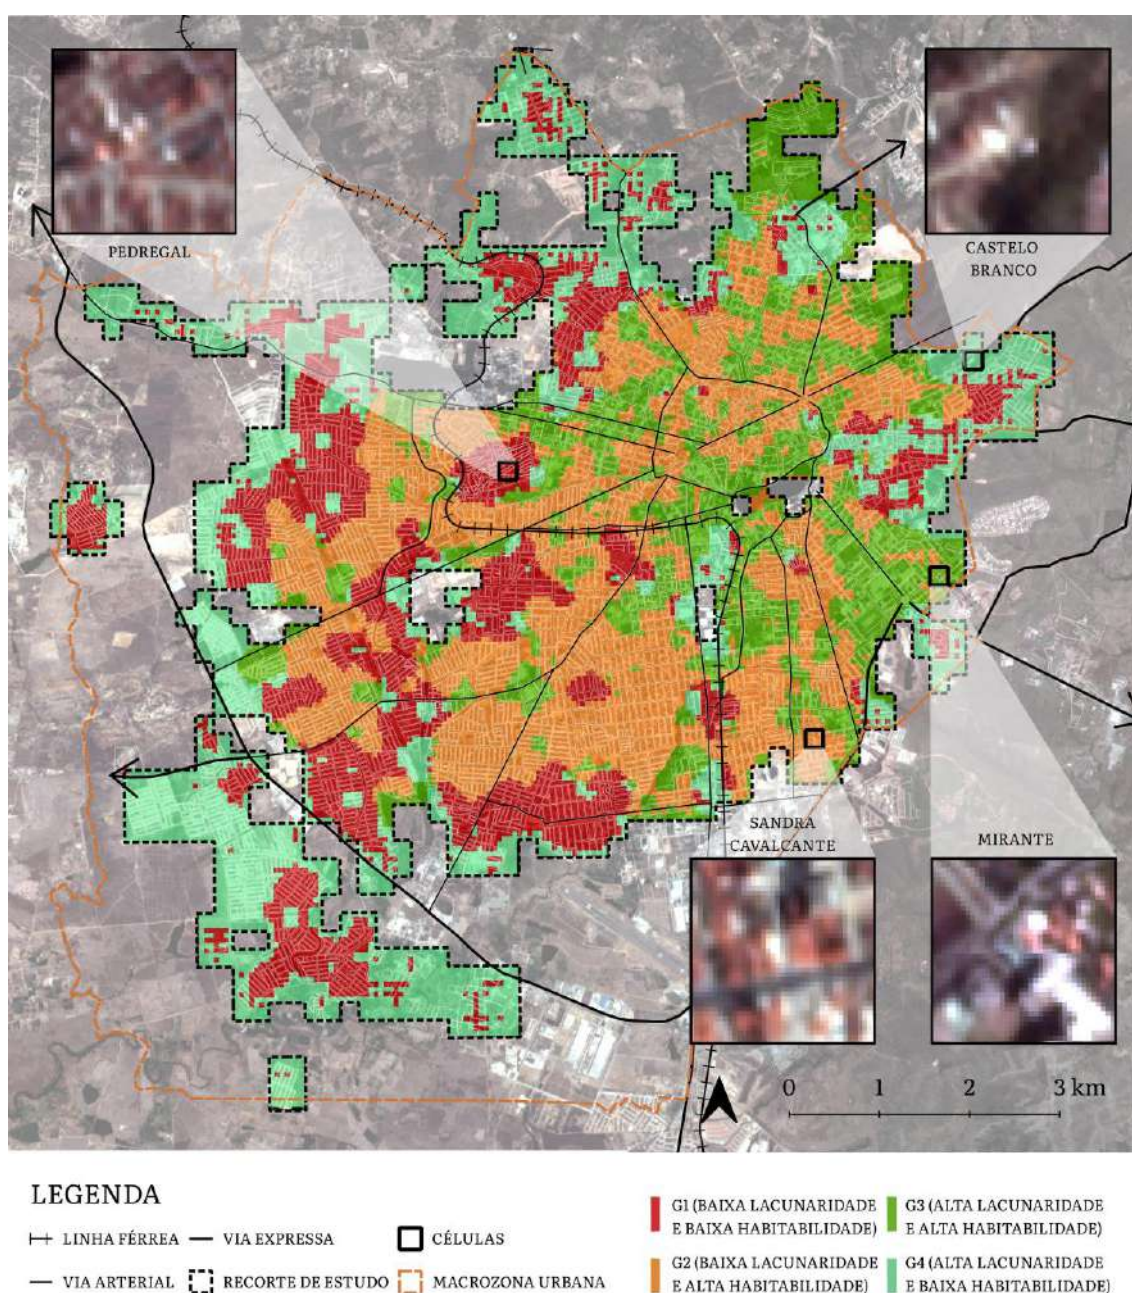 PEDREGAL
CASTELO
BRANCO
SANDRA
CAVALCANTE
MIRANTE
0 1 2 3 km
LEGENDA
LINHA FÉRREA
VIA EXPRESSA
CÉLULAS
VIA ARTERIAL
RECORTE DE ESTUDO
MACROZONA URBANA
G1 (BAIXA LACUNARIDADE
E BAIXA HABITABILIDADE)
G2 (BAIXA LACUNARIDADE
E ALTA HABITABILIDADE)
G3 (ALTA LACUNARIDADE
E ALTA HABITABILIDADE)
G4 (ALTA LACUNARIDADE
E BAIXA HABITABILIDADE)